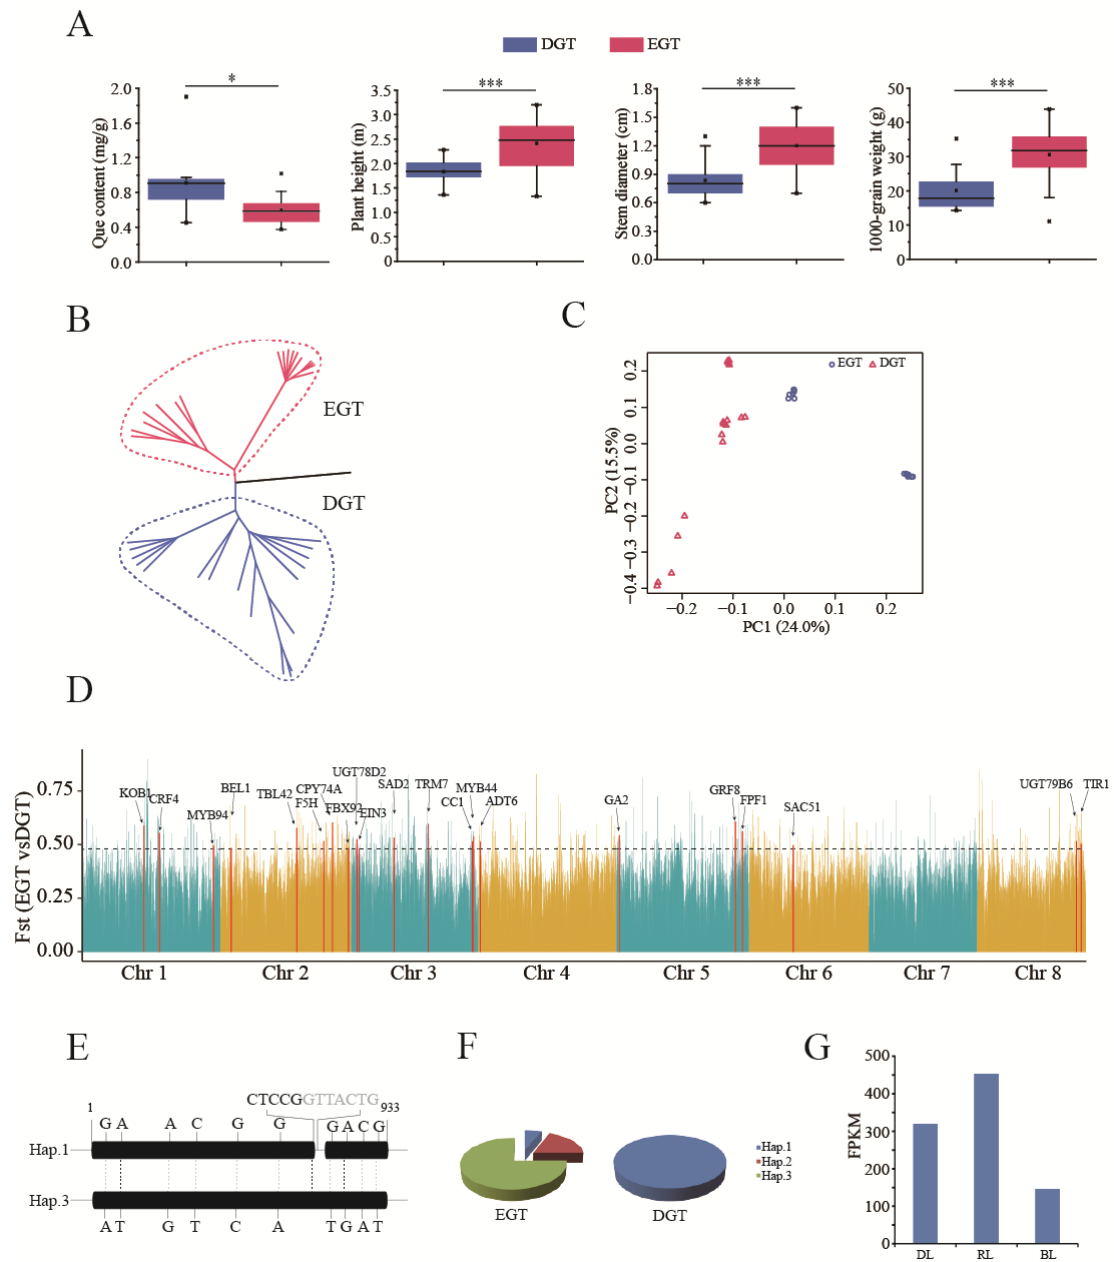 A
DGT EGT
* *** *** ***
Que content (mg/g)
2.0
1.6
1.2
0.8
0.4
0.0
Plant height (m)
3.5
3.0
2.5
2.0
1.5
1.0
0.5
0
Stem diameter (cm)
1.8
1.5
1.2
0.9
0.6
0.3
0.0
1000-grain weight (g)
50
40
30
20
10
0
B
EGT
DGT
C
EGT DGT
PC2 (15.5%)
0.2
0.1
0.0
−0.1
−0.2
−0.3
−0.4
−0.2 −0.1 0.0 0.1 0.2
PC1 (24.0%)
D
Fst (EGT vsIDGT)
0.75
0.50
0.25
0.00
KOB1
CRF4
MYB94
BEL1
TBL42
CPY74A
F5H
FBX92
UGT78D2
EIN3
SAD2
TRM7
MYB44
CC1
ADT6
GA2
GRF8
FPF1
SAC51
UGT79B6
TIR1
Chr 1 Chr 2 Chr 3 Chr 4 Chr 5 Chr 6 Chr 7 Chr 8
E
CTCCGGTTACTG
1 933
G A A C G G G A C G
Hap.1
Hap.3
A T G T C A T G A T
F
EGT
DGT
Hap.1
Hap.2
Hap.3
G
FPKM
500
400
300
200
100
0
DL RL BL